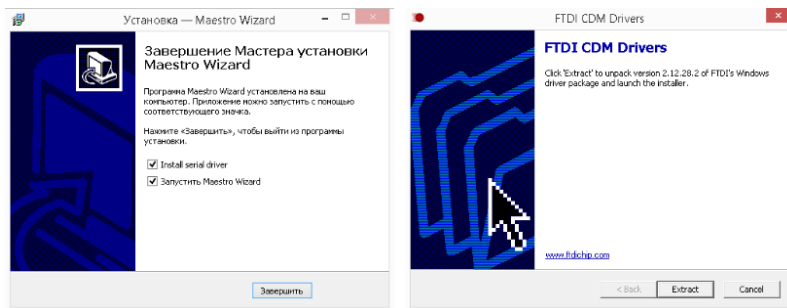 Установка — Maestro Wizard
Завершение Мастера установки
Maestro Wizard
Программа Maestro Wizard установлена на ваш
компьютер. Приложение можно запустить с помощью
соответствующего значка.
Нажмите «Завершить», чтобы выйти из программы
установки.
Install serial driver
Запустить Maestro Wizard
Завершить
FTDI CDM Drivers
FTDI CDM Drivers
Click 'Extract' to unpack version 2.12.28.2 of FTDI's Windows
driver package and launch the installer.
www.ftdichip.com
< Back
Extract
Cancel